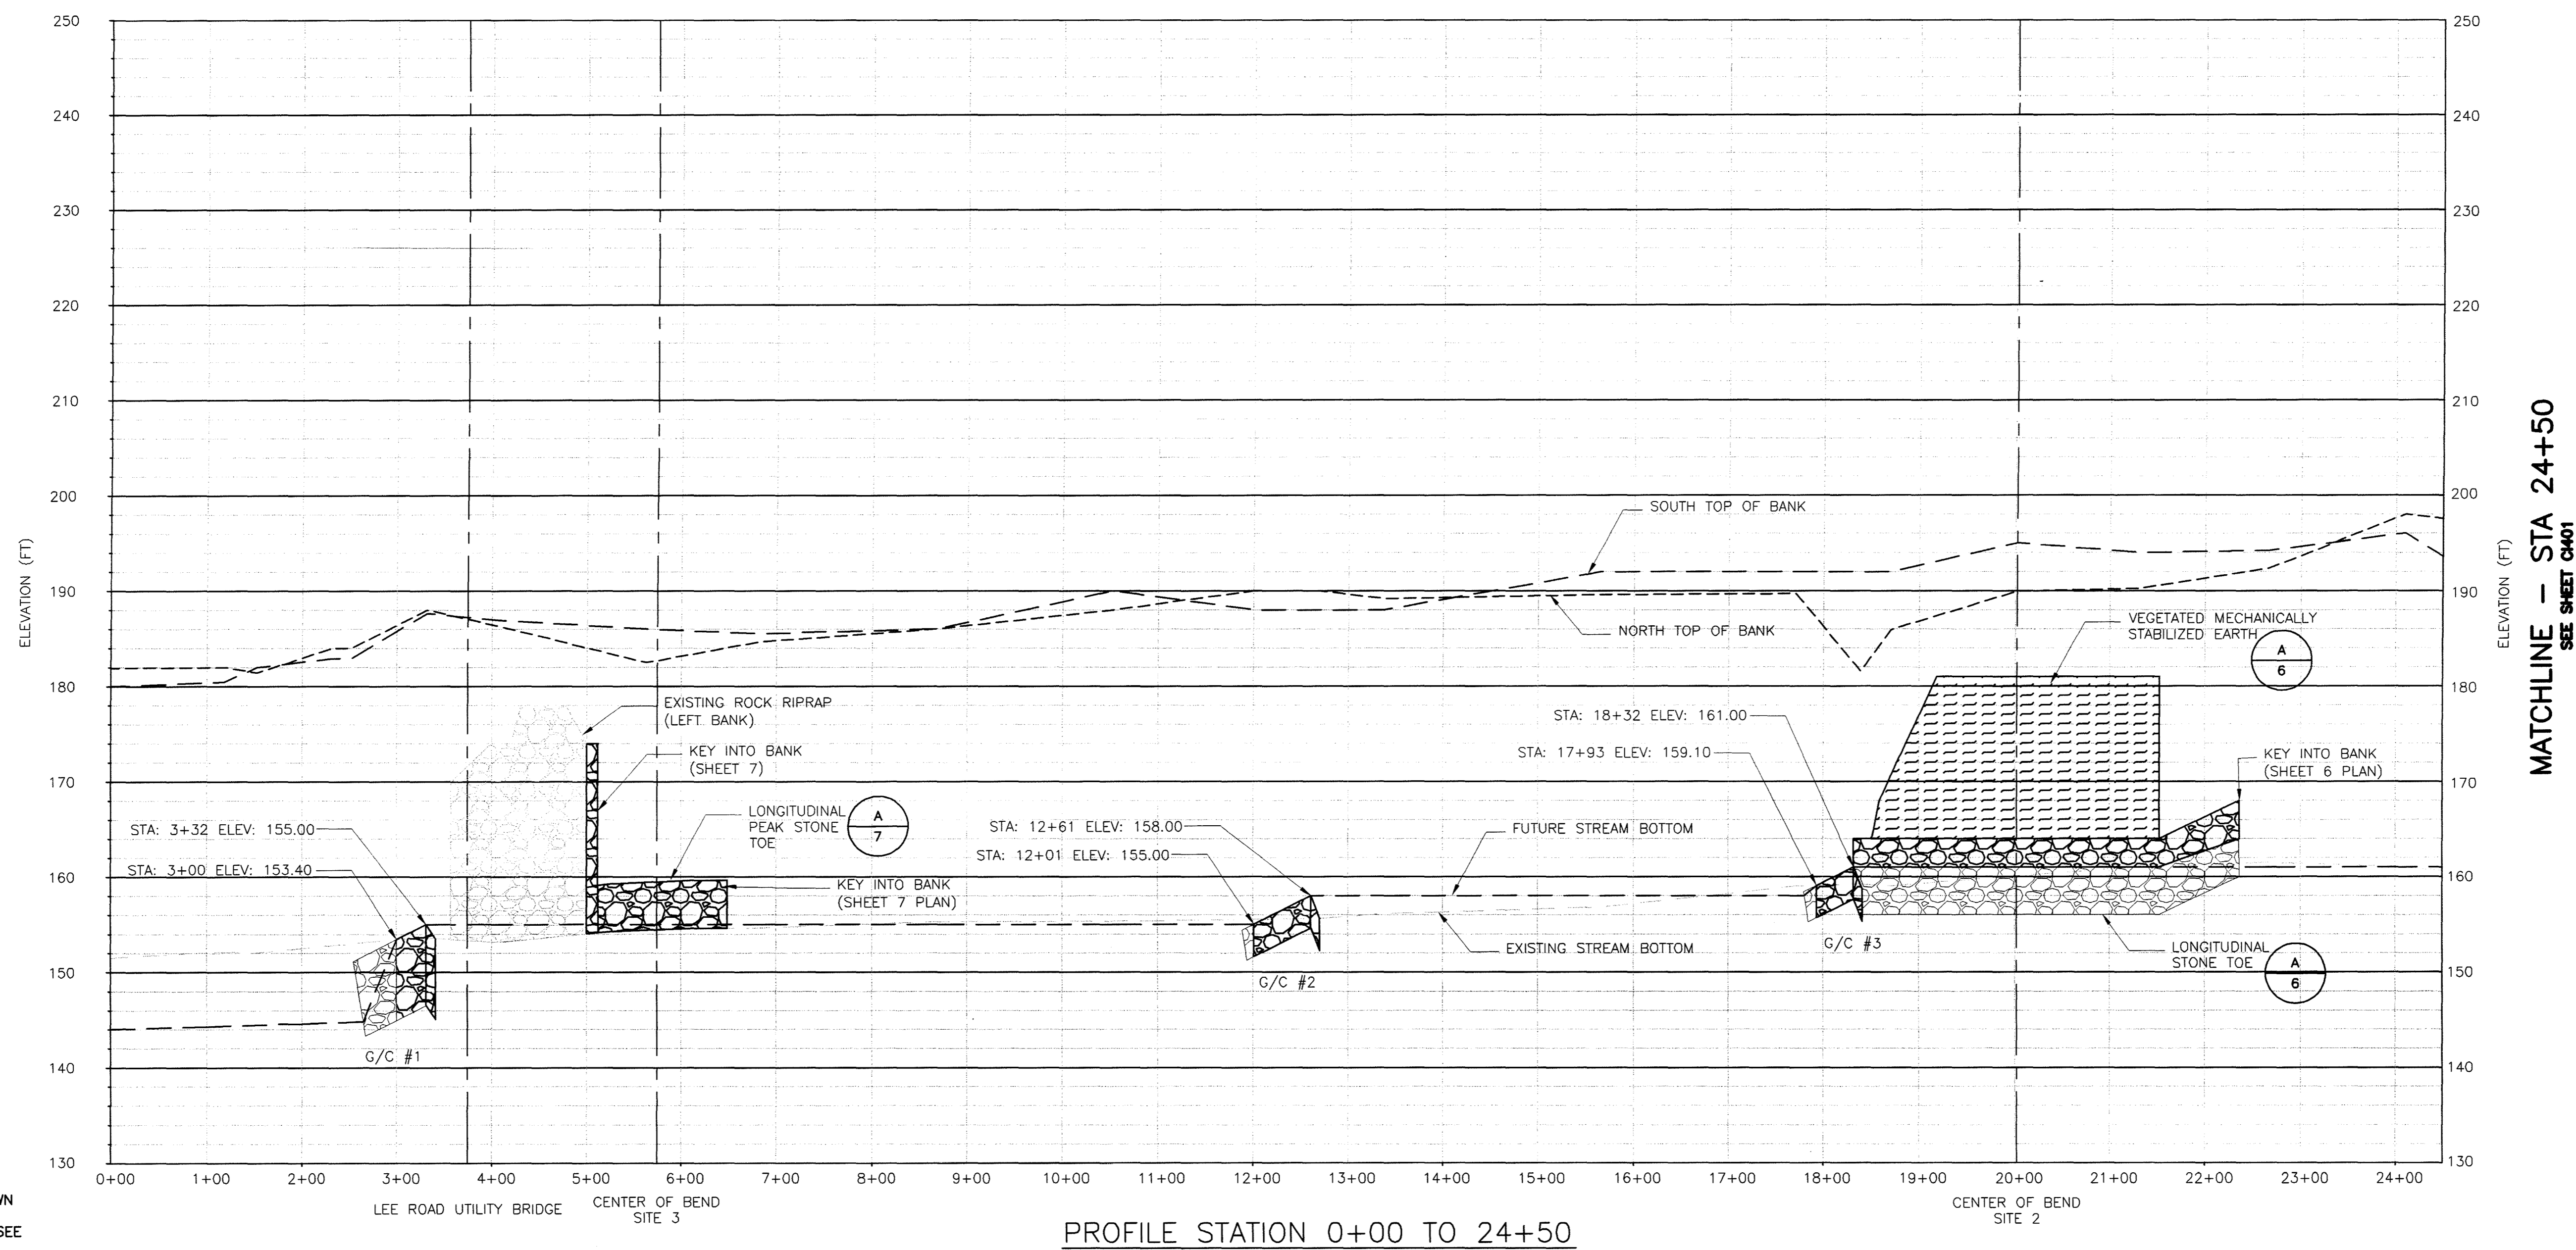 250
240
230
220
210
200
190
180
170
160
150
140
130
ELEVATION (FT)
250
240
230
220
210
200
190
180
170
160
150
140
130
ELEVATION (FT)
MATCHLINE - STA 24+50
SEE SHEET CI401
SOUTH TOP OF BANK
NORTH TOP OF BANK
VEGETATED MECHANICALLY
STABILIZED EARTH
A
6
EXISTING ROCK RIPRAP
(LEFT BANK)
KEY INTO BANK
(SHEET 7)
STA: 18+32 ELEV: 161.00
STA: 17+93 ELEV: 159.10
KEY INTO BANK
(SHEET 6 PLAN)
LONGITUDINAL
PEAK STONE
TOE
A
7
STA: 3+32 ELEV: 155.00
STA: 3+00 ELEV: 153.40
STA: 12+61 ELEV: 158.00
STA: 12+01 ELEV: 155.00
FUTURE STREAM BOTTOM
KEY INTO BANK
(SHEET 7 PLAN)
EXISTING STREAM BOTTOM
G/C #3
LONGITUDINAL
STONE TOE
A
6
G/C #2
G/C #1
0+00
1+00
2+00
3+00
4+00
5+00
6+00
7+00
8+00
9+00
10+00
11+00
12+00
13+00
14+00
15+00
16+00
17+00
18+00
19+00
20+00
21+00
22+00
23+00
24+00
LEE ROAD UTILITY BRIDGE
CENTER OF BEND
SITE 3
CENTER OF BEND
SITE 2
WN
SEE
PROFILE STATION 0+00 TO 24+50